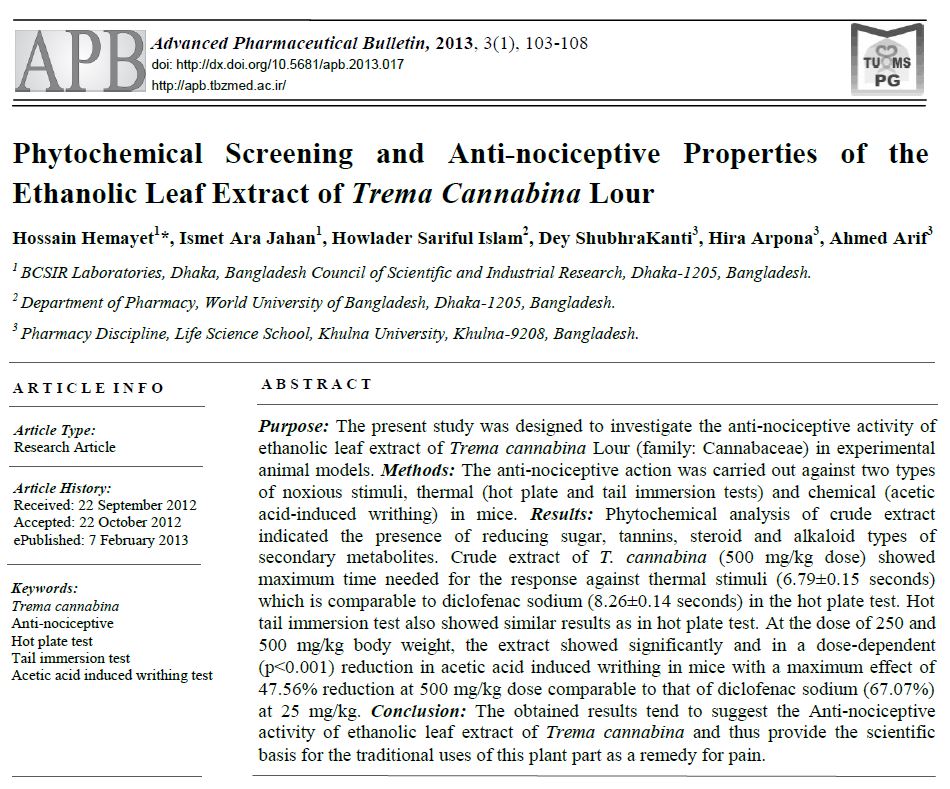 APB
Advanced Pharmaceutical Bulletin, 2013, 3(1), 103-108
doi: http://dx.doi.org/10.5681/apb.2013.017
http://apb.tbzmed.ac.ir/
TUOMS
PG
Phytochemical Screening and Anti-nociceptive Properties of the
Ethanolic Leaf Extract of Trema Cannabina Lour
Hossain Hemayet1*, Ismet Ara Jahan1, Howlader Sariful Islam2, Dey ShubhraKanti3, Hira Arpona3, Ahmed Arif3
1 BCSIR Laboratories, Dhaka, Bangladesh Council of Scientific and Industrial Research, Dhaka-1205, Bangladesh.
2 Department of Pharmacy, World University of Bangladesh, Dhaka-1205, Bangladesh.
3 Pharmacy Discipline, Life Science School, Khulna University, Khulna-9208, Bangladesh.
ARTICLE INFO
Article Type:
Research Article
Article History:
Received: 22 September 2012
Accepted: 22 October 2012
ePublished: 7 February 2013
Keywords:
Trema cannabina
Anti-nociceptive
Hot plate test
Tail immersion test
Acetic acid induced writhing test
ABSTRACT
Purpose: The present study was designed to investigate the anti-nociceptive activity of
ethanolic leaf extract of Trema cannabina Lour (family: Cannabaceae) in experimental
animal models. Methods: The anti-nociceptive action was carried out against two types
of noxious stimuli, thermal (hot plate and tail immersion tests) and chemical (acetic
acid-induced writhing) in mice. Results: Phytochemical analysis of crude extract
indicated the presence of reducing sugar, tannins, steroid and alkaloid types of
secondary metabolites. Crude extract of T. cannabina (500 mg/kg dose) showed
maximum time needed for the response against thermal stimuli (6.79±0.15 seconds)
which is comparable to diclofenac sodium (8.26±0.14 seconds) in the hot plate test. Hot
tail immersion test also showed similar results as in hot plate test. At the dose of 250 and
500 mg/kg body weight, the extract showed significantly and in a dose-dependent
(p<0.001) reduction in acetic acid induced writhing in mice with a maximum effect of
47.56% reduction at 500 mg/kg dose comparable to that of diclofenac sodium (67.07%)
at 25 mg/kg. Conclusion: The obtained results tend to suggest the Anti-nociceptive
activity of ethanolic leaf extract of Trema cannabina and thus provide the scientific
basis for the traditional uses of this plant part as a remedy for pain.